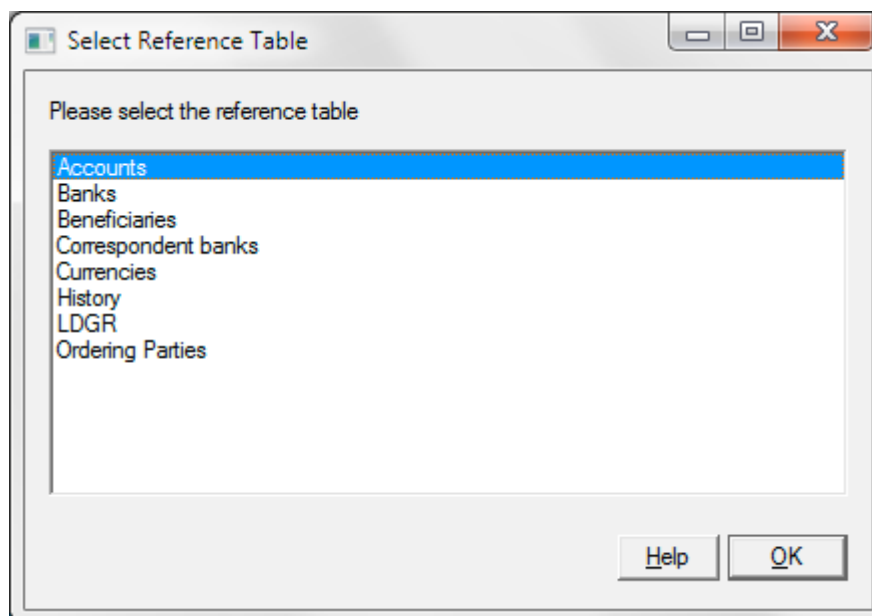 Select Reference Table
Please select the reference table
Accounts
Banks
Beneficiaries
Correspondent banks
Currencies
History
LDGR
Ordering Parties
Help OK